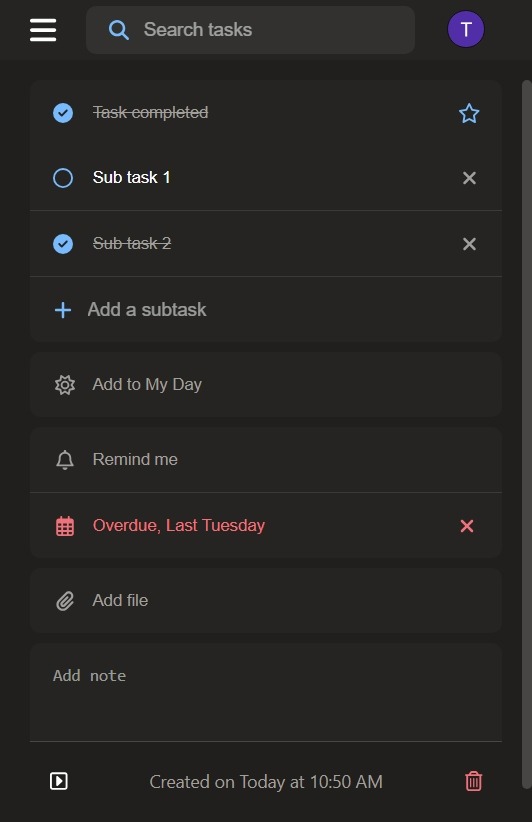 Search tasks
T
Task completed
Sub task 1
Sub task 2
Add a subtask
Add to My Day
Remind me
Overdue, Last Tuesday
Add file
Add note
Created on Today at 10:50 AM